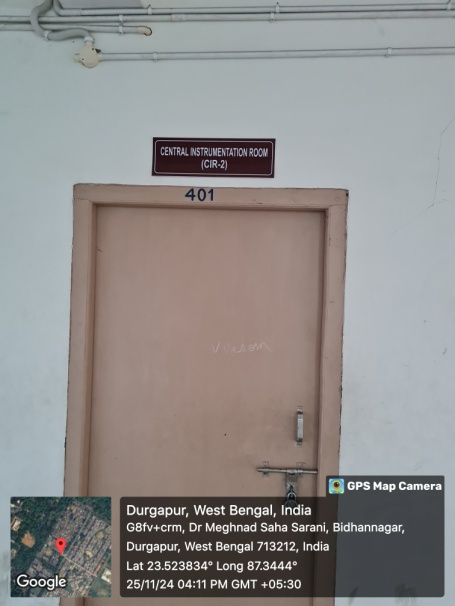 CENTRAL INSTRUMENTATION ROOM
(CIR-2)
401
GPS Map Camera
Durgapur, West Bengal, India
G8fv+crm, Dr Meghnad Saha Sarani, Bidhannagar,
Durgapur, West Bengal 713212, India
Lat 23.523834° Long 87.3444°
25/11/24 04:11 PM GMT +05:30
Google